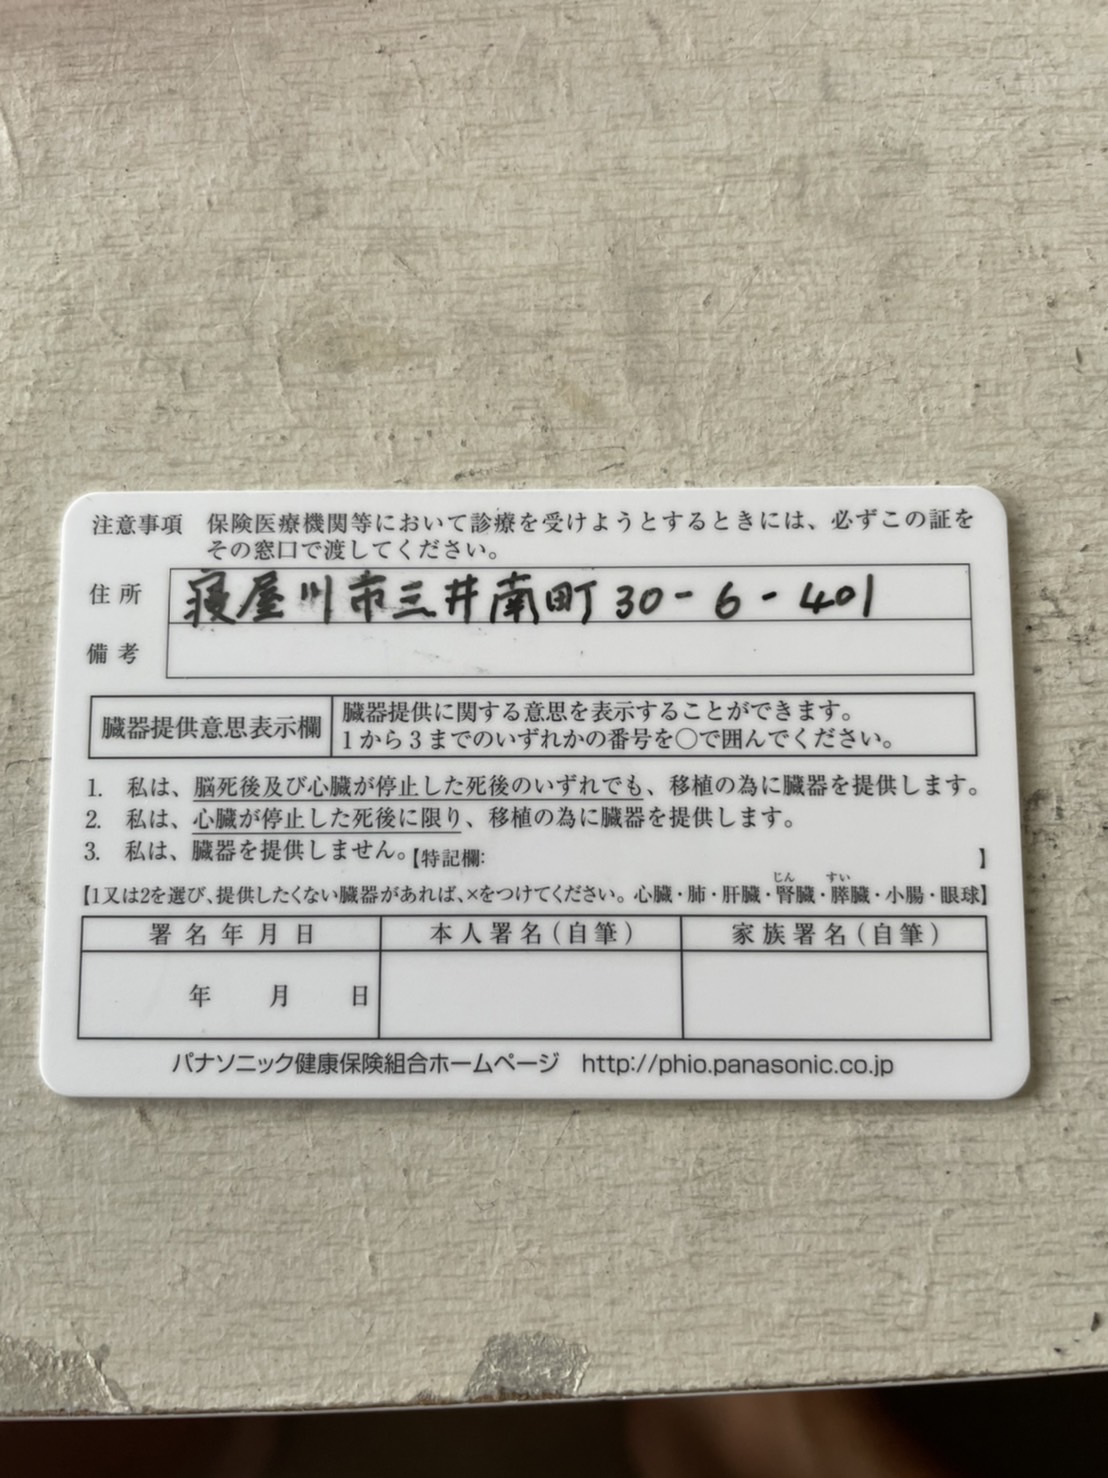 注意事項 保険医療機関等において診療を受けようとするときには、必ずこの証を
その窓口で渡してください。
住所 寝屋川市三井南町30-6-401
備考
臓器提供意思表示欄
臓器提供に関する意思を表示することができます。
1から3までのいずれかの番号を○で囲んでください。
1. 私は、脳死後及び心臓が停止した死後のいずれでも、移植の為に臓器を提供します。
2. 私は、心臓が停止した死後に限り、移植の為に臓器を提供します。
3. 私は、臓器を提供しません。【特記欄: 】
じん すい
【1又は2を選び、提供したくない臓器があれば、×をつけてください。心臓・肺・肝臓・腎臓・膵臓・小腸・眼球】
署名年月日 本人署名(自筆) 家族署名(自筆)
年 月 日
パナソニック健康保険組合ホームページ http://phio.panasonic.co.jp